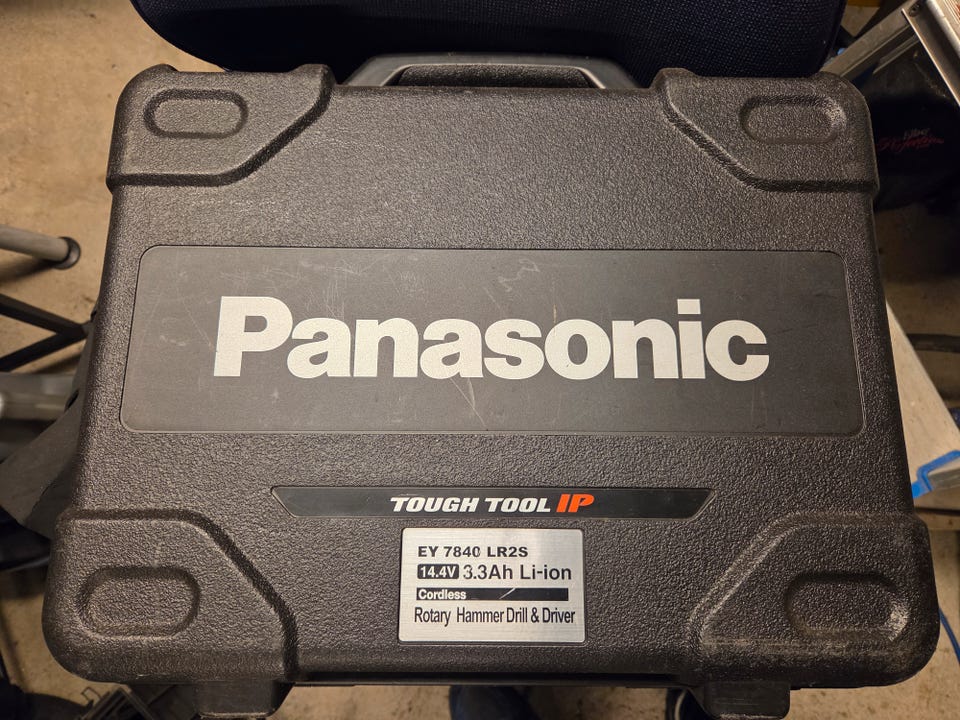 Panasonic
TOUGH TOOL IP
EY 7840 LR2S
14.4V 3.3Ah Li-ion
Cordless
Rotary Hammer Drill & Driver